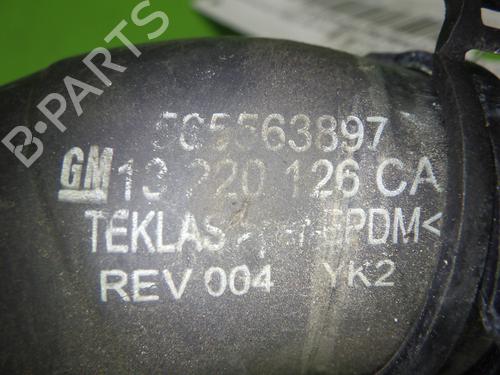 565563897
GM 13 220 126 CA
TEKLAS EPDM<
REV 004 YK2
B-PARTS